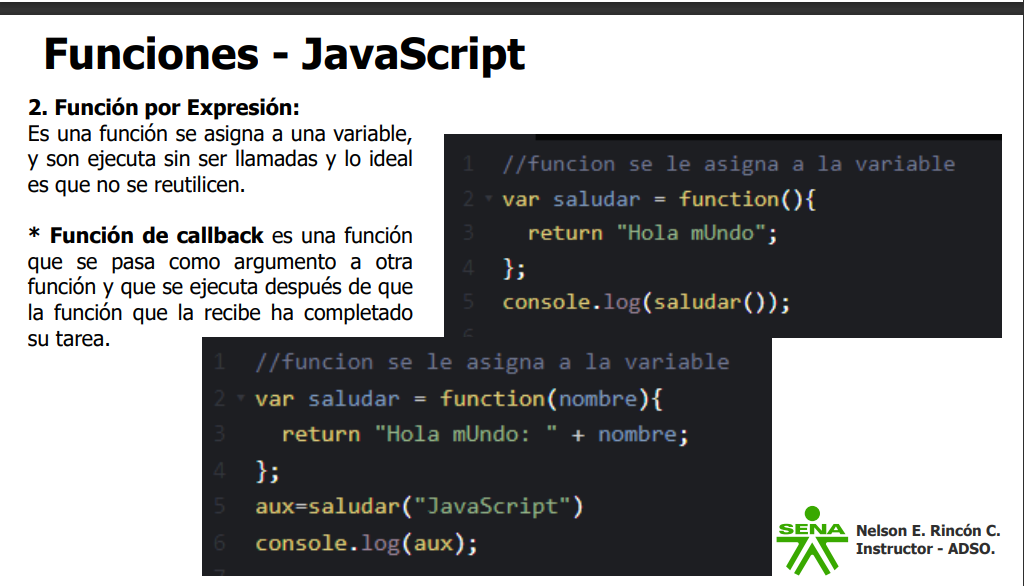 Funciones - JavaScript
2. Función por Expresión:
Es una función se asigna a una variable,
y son ejecuta sin ser llamadas y lo ideal
es que no se reutilicen.
* Función de callback es una función
que se pasa como argumento a otra
función y que se ejecuta después de que
la función que la recibe ha completado
su tarea.
1 //funcion se le asigna a la variable
2 var saludar = function(){
3 return "Hola mUndo";
4 };
5 console.log(saludar());
6
1 //funcion se le asigna a la variable
2 var saludar = function(nombre){
3 return "Hola mUndo: " + nombre;
4 };
5 aux=saludar("JavaScript")
6 console.log(aux);
7
SENA
Nelson E. Rincón C.
Instructor - ADSO.